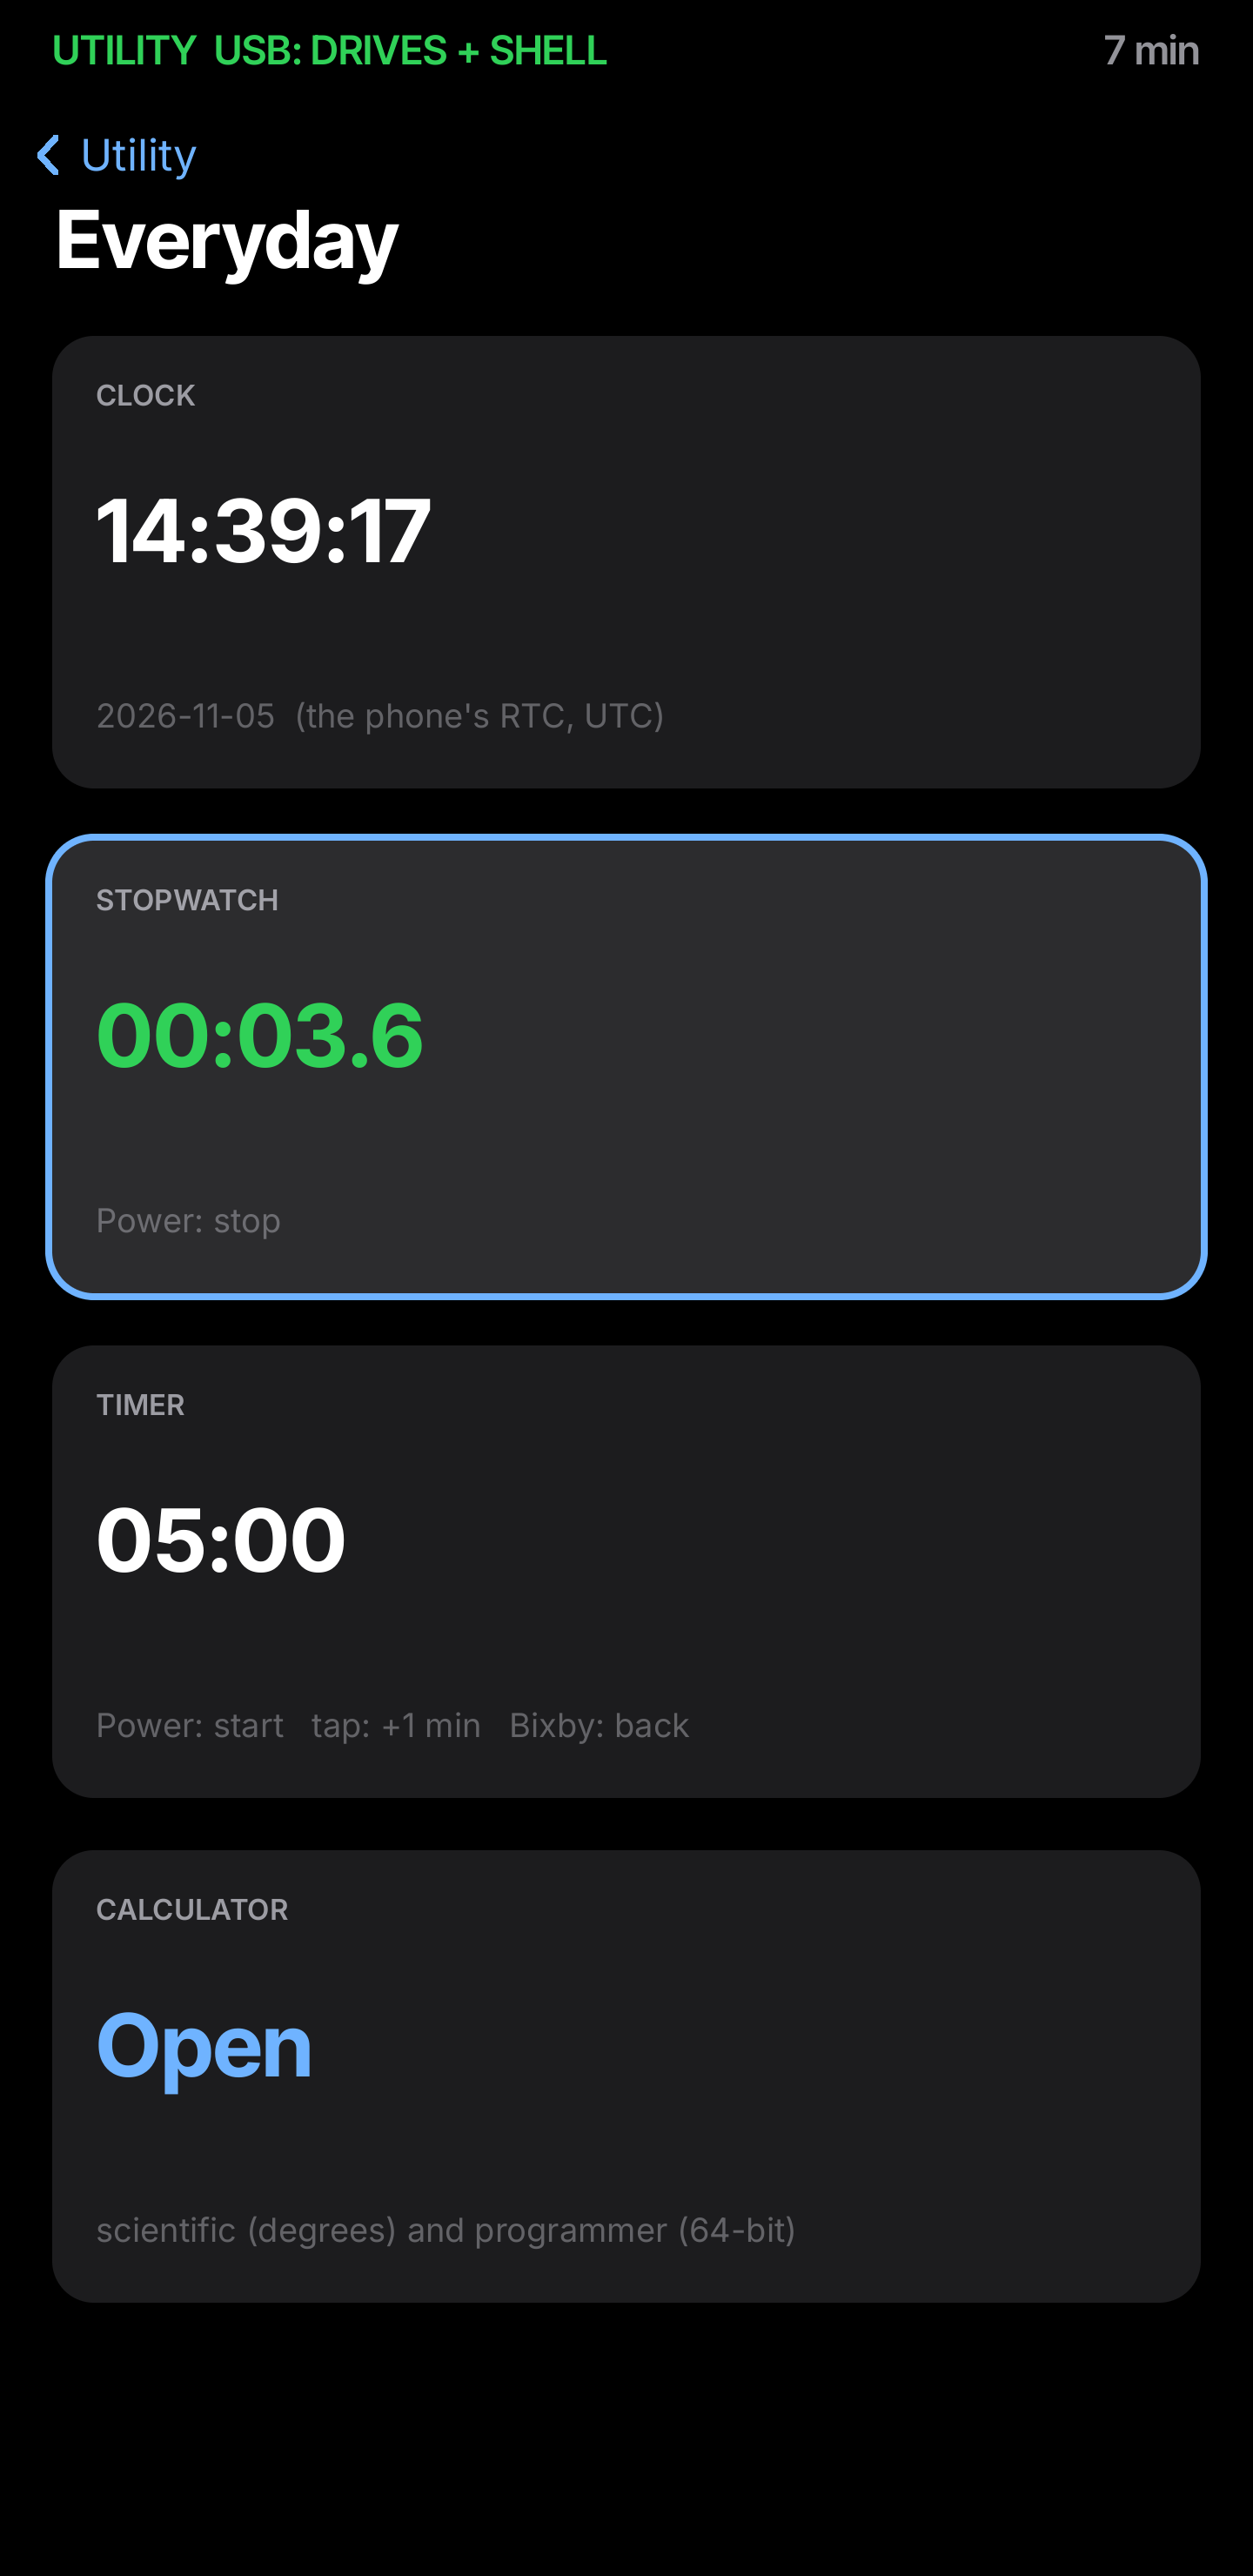 UTILITY USB: DRIVES + SHELL 7 min
Utility
Everyday
CLOCK
14:39:17
2026-11-05 (the phone's RTC, UTC)
STOPWATCH
00:03.6
Power: stop
TIMER
05:00
Power: start tap: +1 min Bixby: back
CALCULATOR
Open
scientific (degrees) and programmer (64-bit)